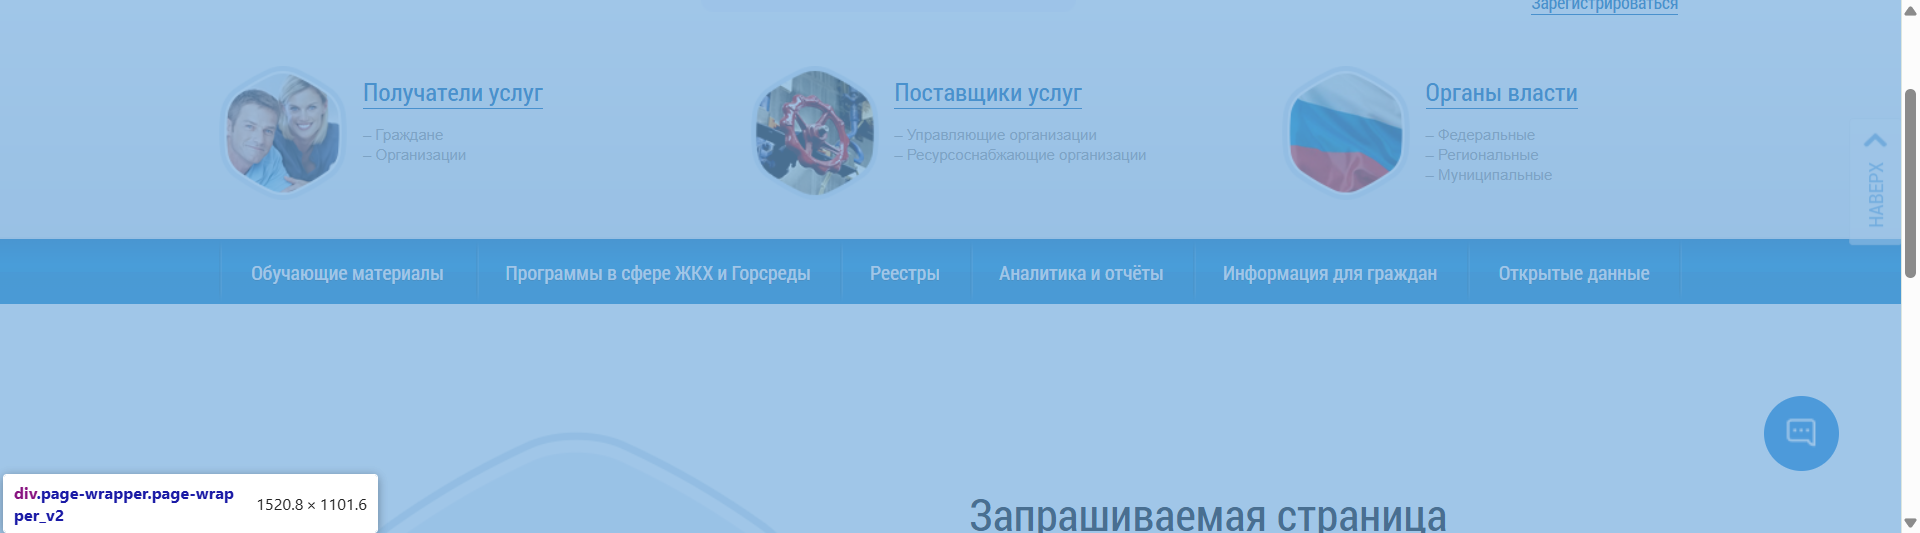 Зарегистрироваться
Получатели услуг
– Граждане
– Организации
Поставщики услуг
– Управляющие организации
– Ресурсоснабжающие организации
Органы власти
– Федеральные
– Региональные
– Муниципальные
НАВЕРХ
Обучающие материалы
Программы в сфере ЖКХ и Горсреды
Реестры
Аналитика и отчёты
Информация для граждан
Открытые данные
Запрашиваемая страница
div.page-wrapper.page-wrap
per_v2
1520.8 × 1101.6